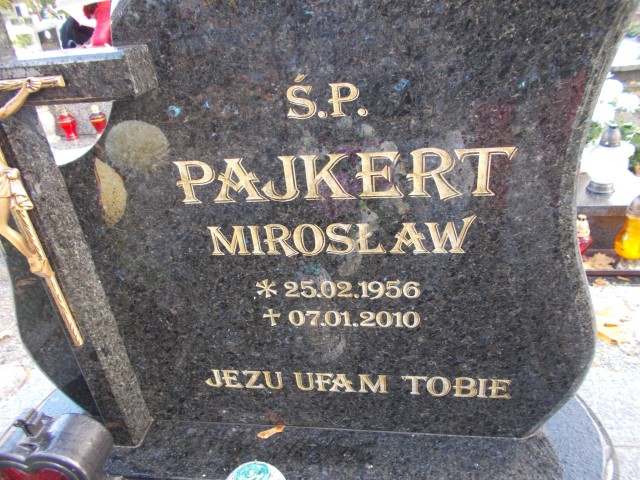 Ś.P.
PAJKERT
MIROSŁAW
* 25.02.1956
† 07.01.2010
JEZU UFAM TOBIE